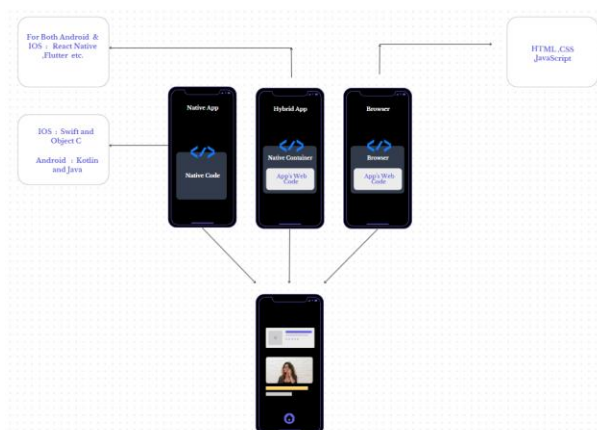 For Both Android &
IOS : React Native
,Flutter etc.
HTML ,CSS
,JavaScript
IOS : Swift and
Object C
Android : Kotlin
and Java
Native App
</>
Native Code
Hybrid App
</>
Native Container
App's Web
Code
Browser
</>
Browser
App's Web
Code